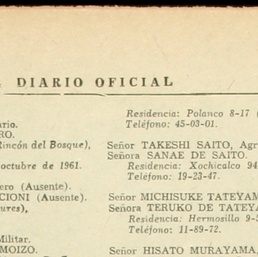 DIARIO OFICIAL
ario.
RO.
Rincón del Bosque),
octubre de 1961.
ero (Ausente).
CIONI (Ausente).
ures),
Militar.
MOIZO.
Residencia: Polanco 8-17 (
Teléfono: 45-03-01.
Señor TAKESHI SAITO, Agr
Señora SANAE DE SAITO.
Residencia: Xochicalco 94
Teléfono: 19-23-47.
Señor MICHISUKE TATEYAM
Señora TERUKO DE TATEYA
Residencia: Hermosillo 9-3
Teléfono: 11-89-72.
Señor HISATO MURAYAMA,